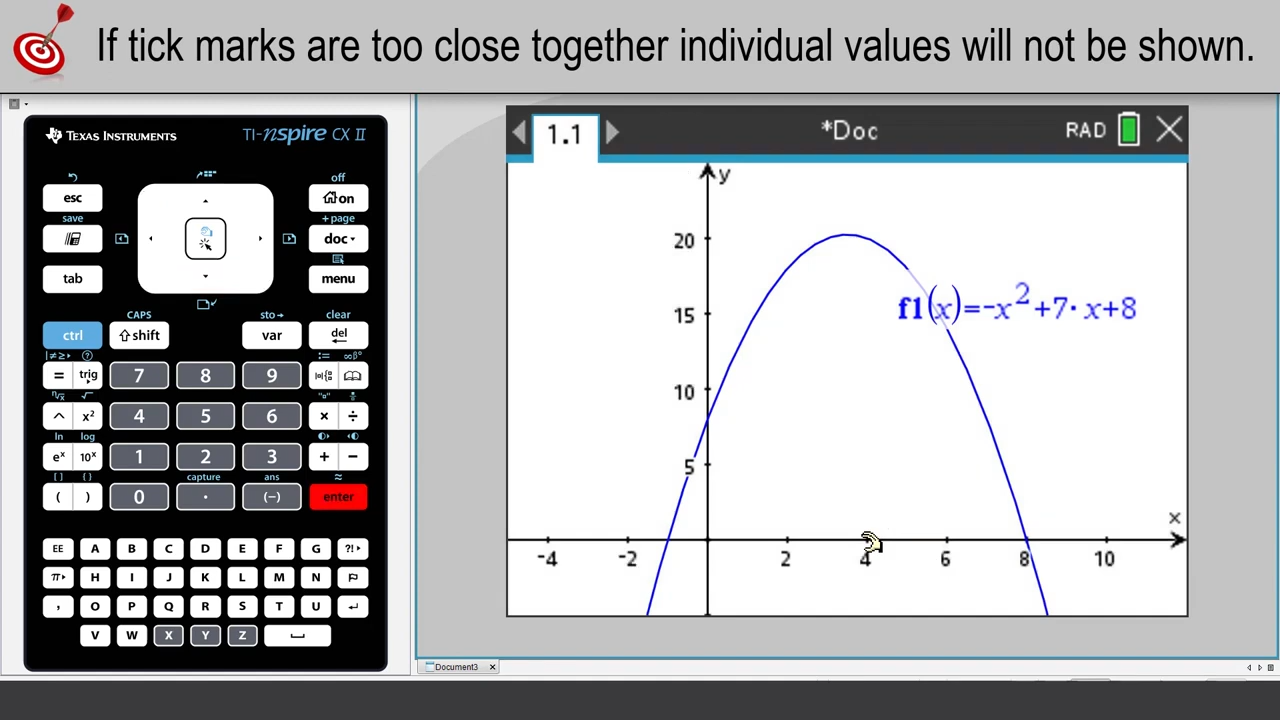 If tick marks are too close together individual values will not be shown.
TEXAS INSTRUMENTS
TI-nspire CX II
off
esc
on
save
+ page
doc
tab
menu
CAPS
sto→
clear
ctrl
⇧shift
var
del
= trig 7 8 9
^ x² 4 5 6 × ÷
ln log
eˣ 10ˣ 1 2 3 + −
[ ] { } capture ans ≈
( ) 0 . (−) enter
EE A B C D E F G ?!▸
π▸ H I J K L M N
, O P Q R S T U
V W X Y Z
1.1
*Doc
RAD
y
20
15
10
5
f1(x)=-x²+7·x+8
x
-4 -2 2 4 6 8 10
Document3